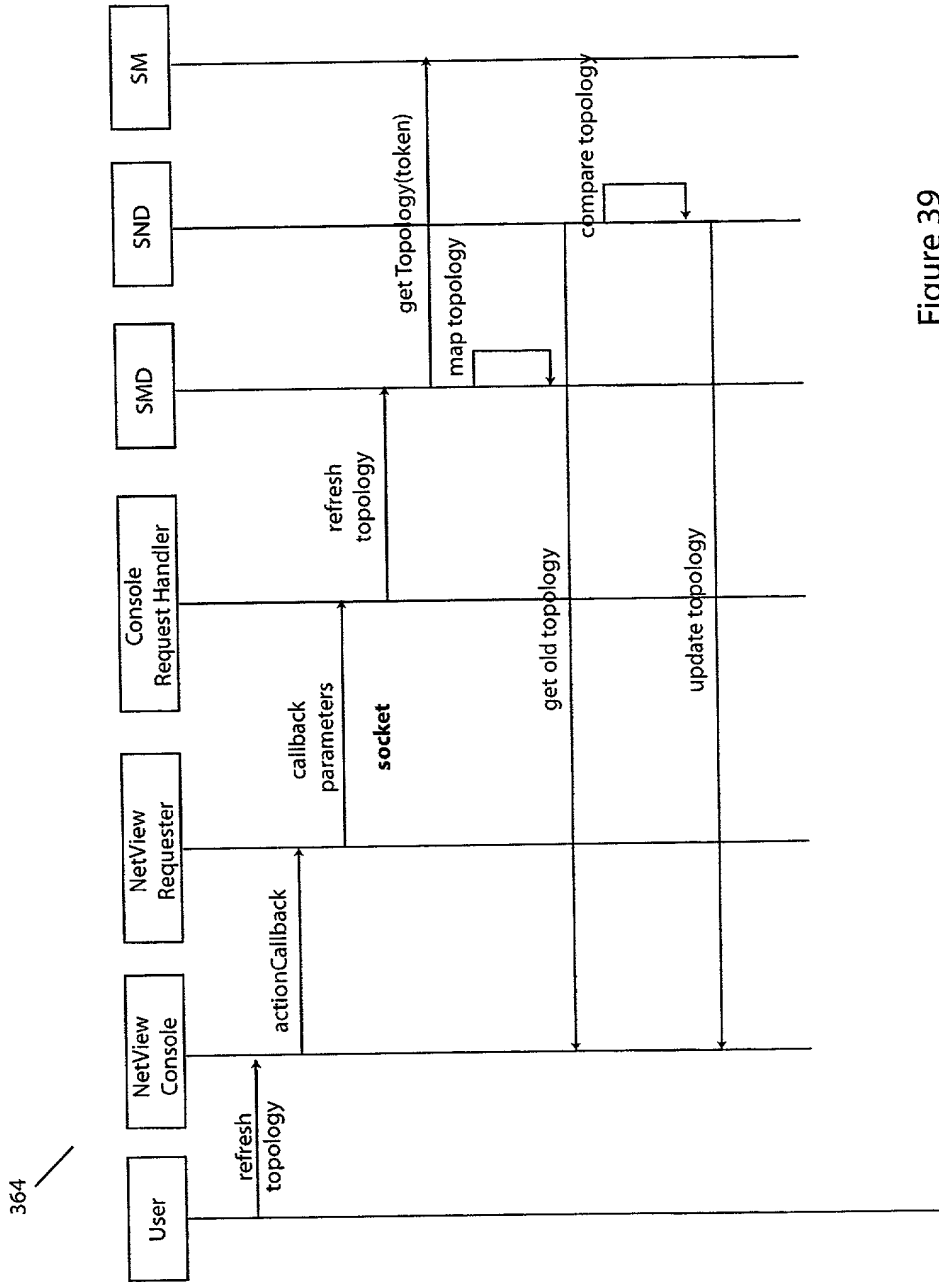 364
User
NetView
Console
NetView
Requester
Console
Request Handler
SMD
SND
SM
refresh
topology
actionCallback
callback
parameters
socket
refresh
topology
get Topology(token)
map topology
get old topology
compare topology
update topology
Figure 39